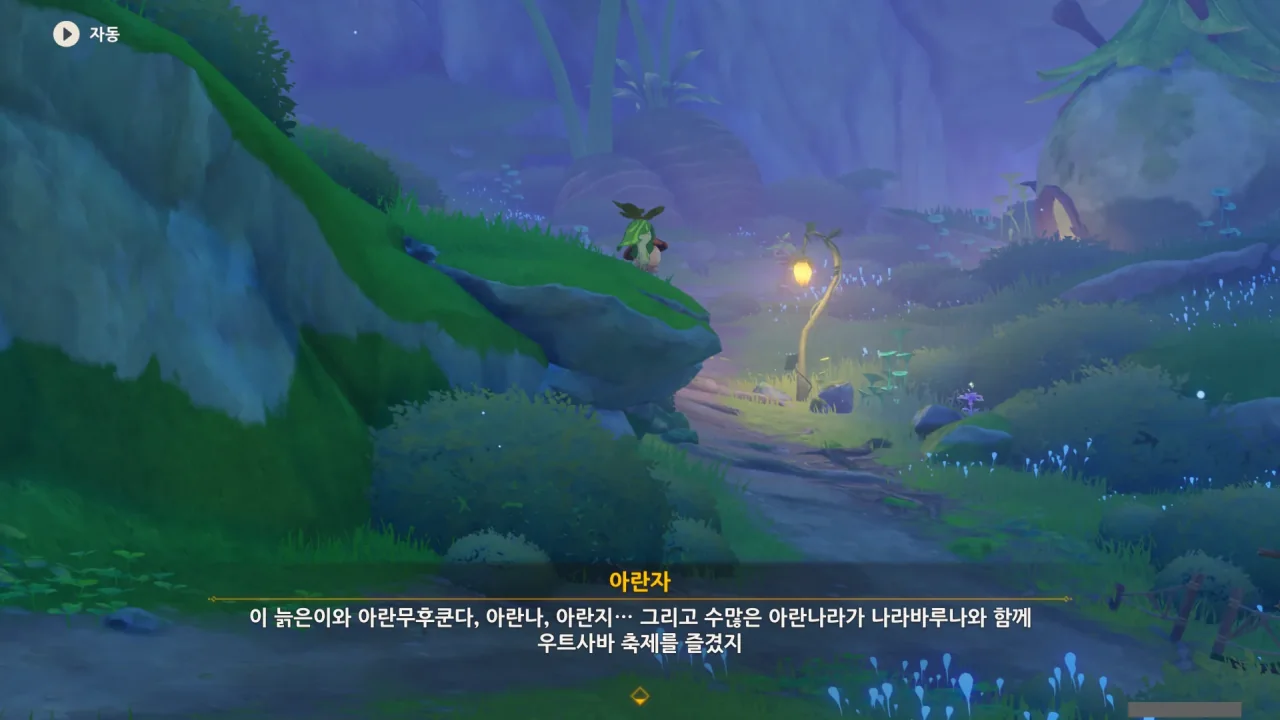 자동
아란자
이 늙은이와 아란무후쿤다, 아란나, 아란지… 그리고 수많은 아란나라가 나라바루나와 함께
우트사바 축제를 즐겼지